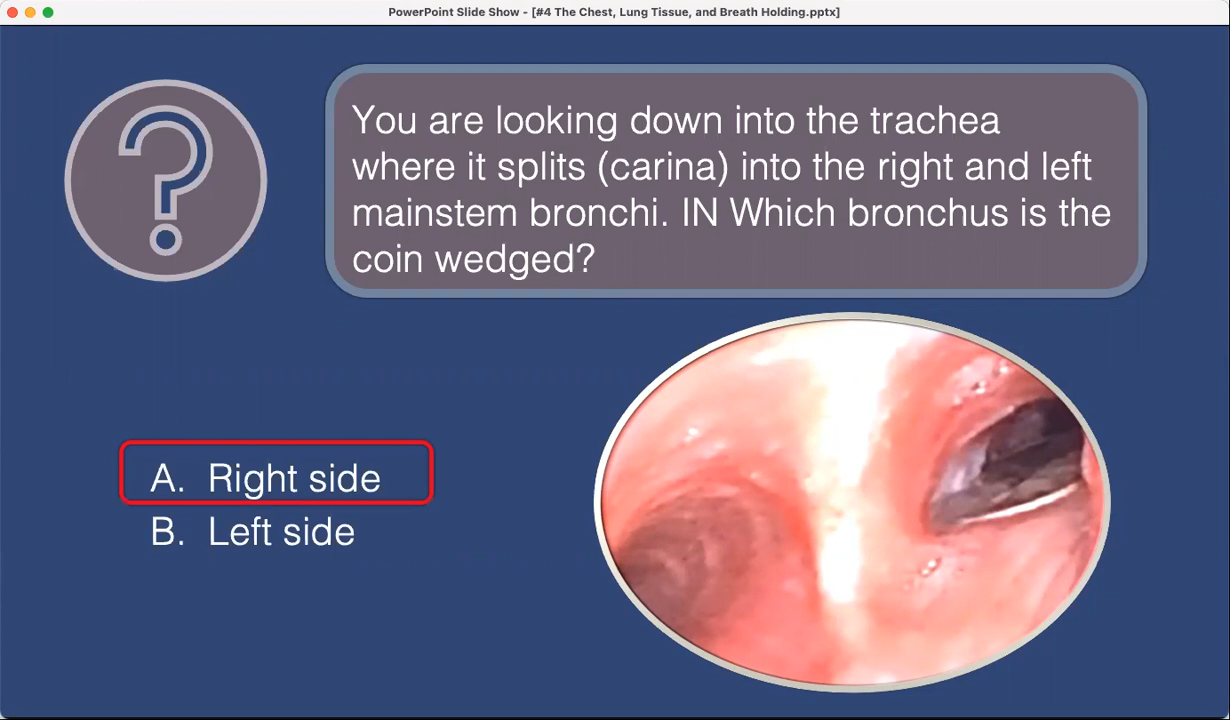 PowerPoint Slide Show - [#4 The Chest, Lung Tissue, and Breath Holding.pptx]
You are looking down into the trachea
where it splits (carina) into the right and left
mainstem bronchi. IN Which bronchus is the
coin wedged?
A. Right side
B. Left side